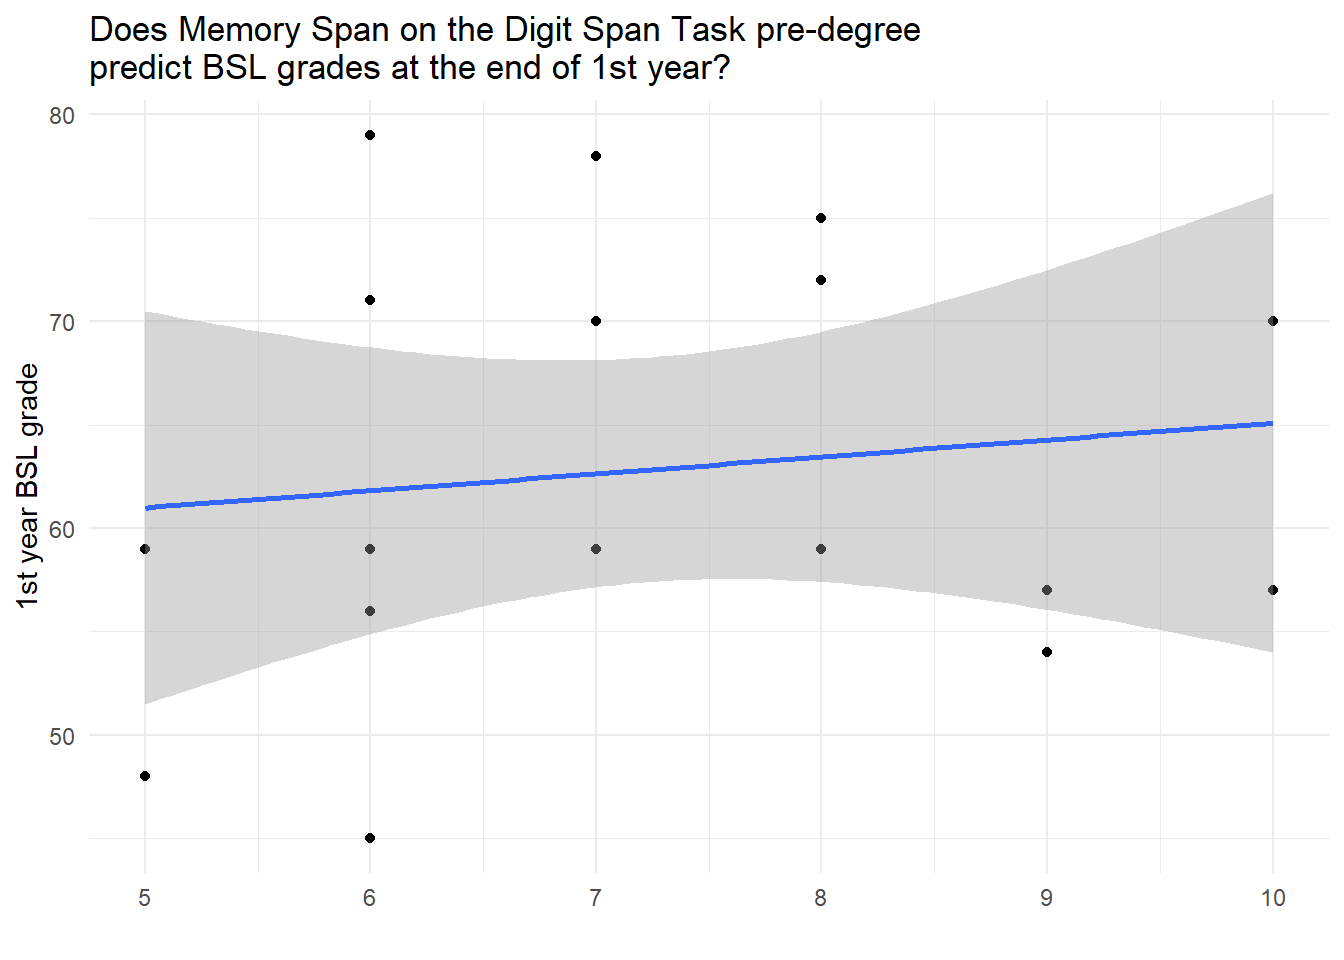 Does Memory Span on the Digit Span Task pre-degree
predict BSL grades at the end of 1st year?
1st year BSL grade
80
70
60
50
5 6 7 8 9 10